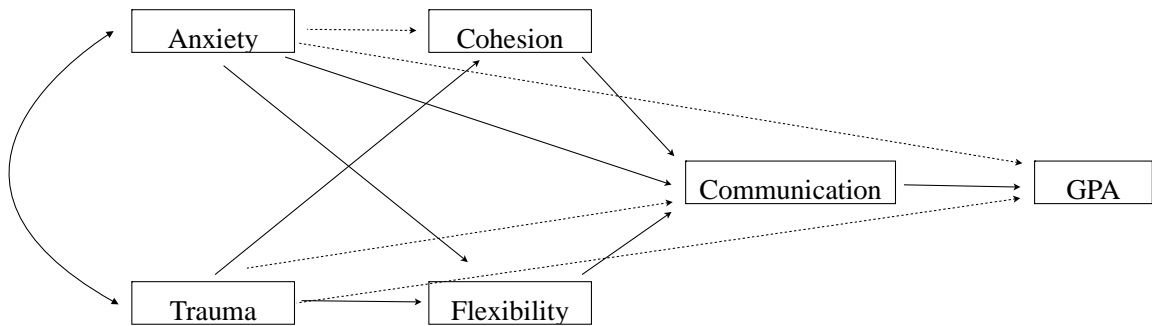 Anxiety
Cohesion
Communication
GPA
Trauma
Flexibility